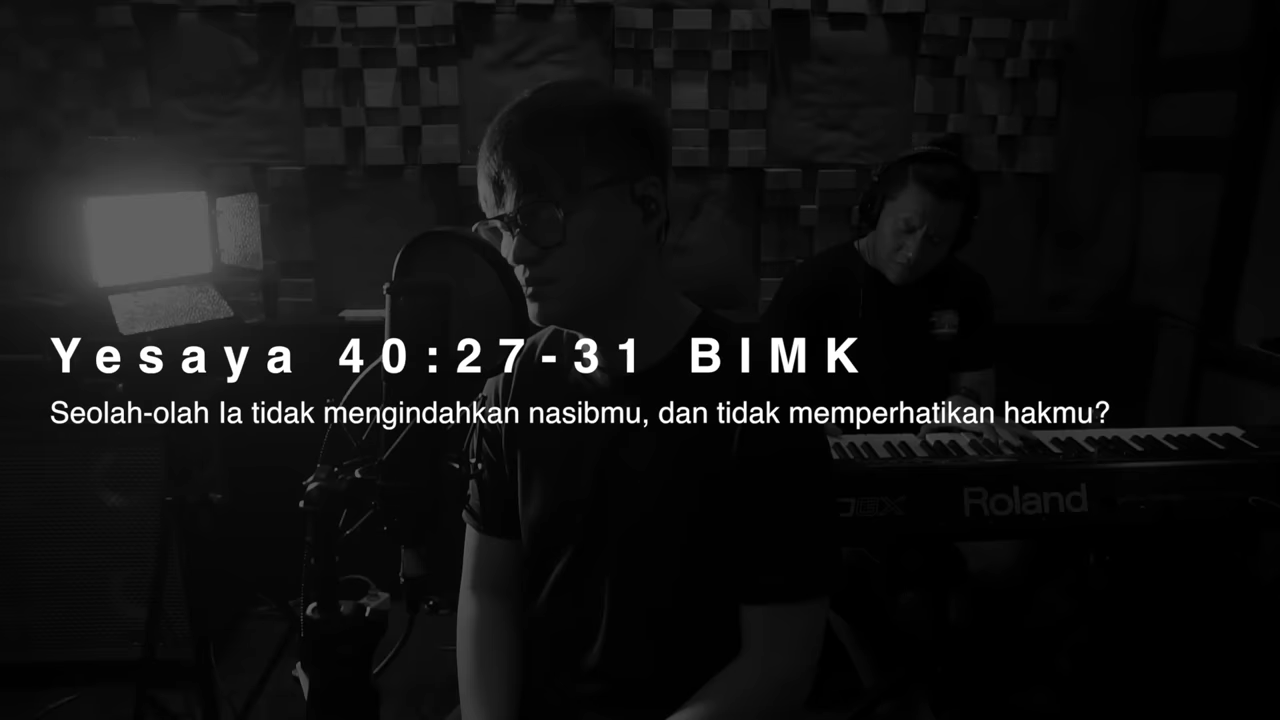 Yesaya 40:27-31 BIMK
Seolah-olah Ia tidak mengindahkan nasibmu, dan tidak memperhatikan hakmu?
Roland